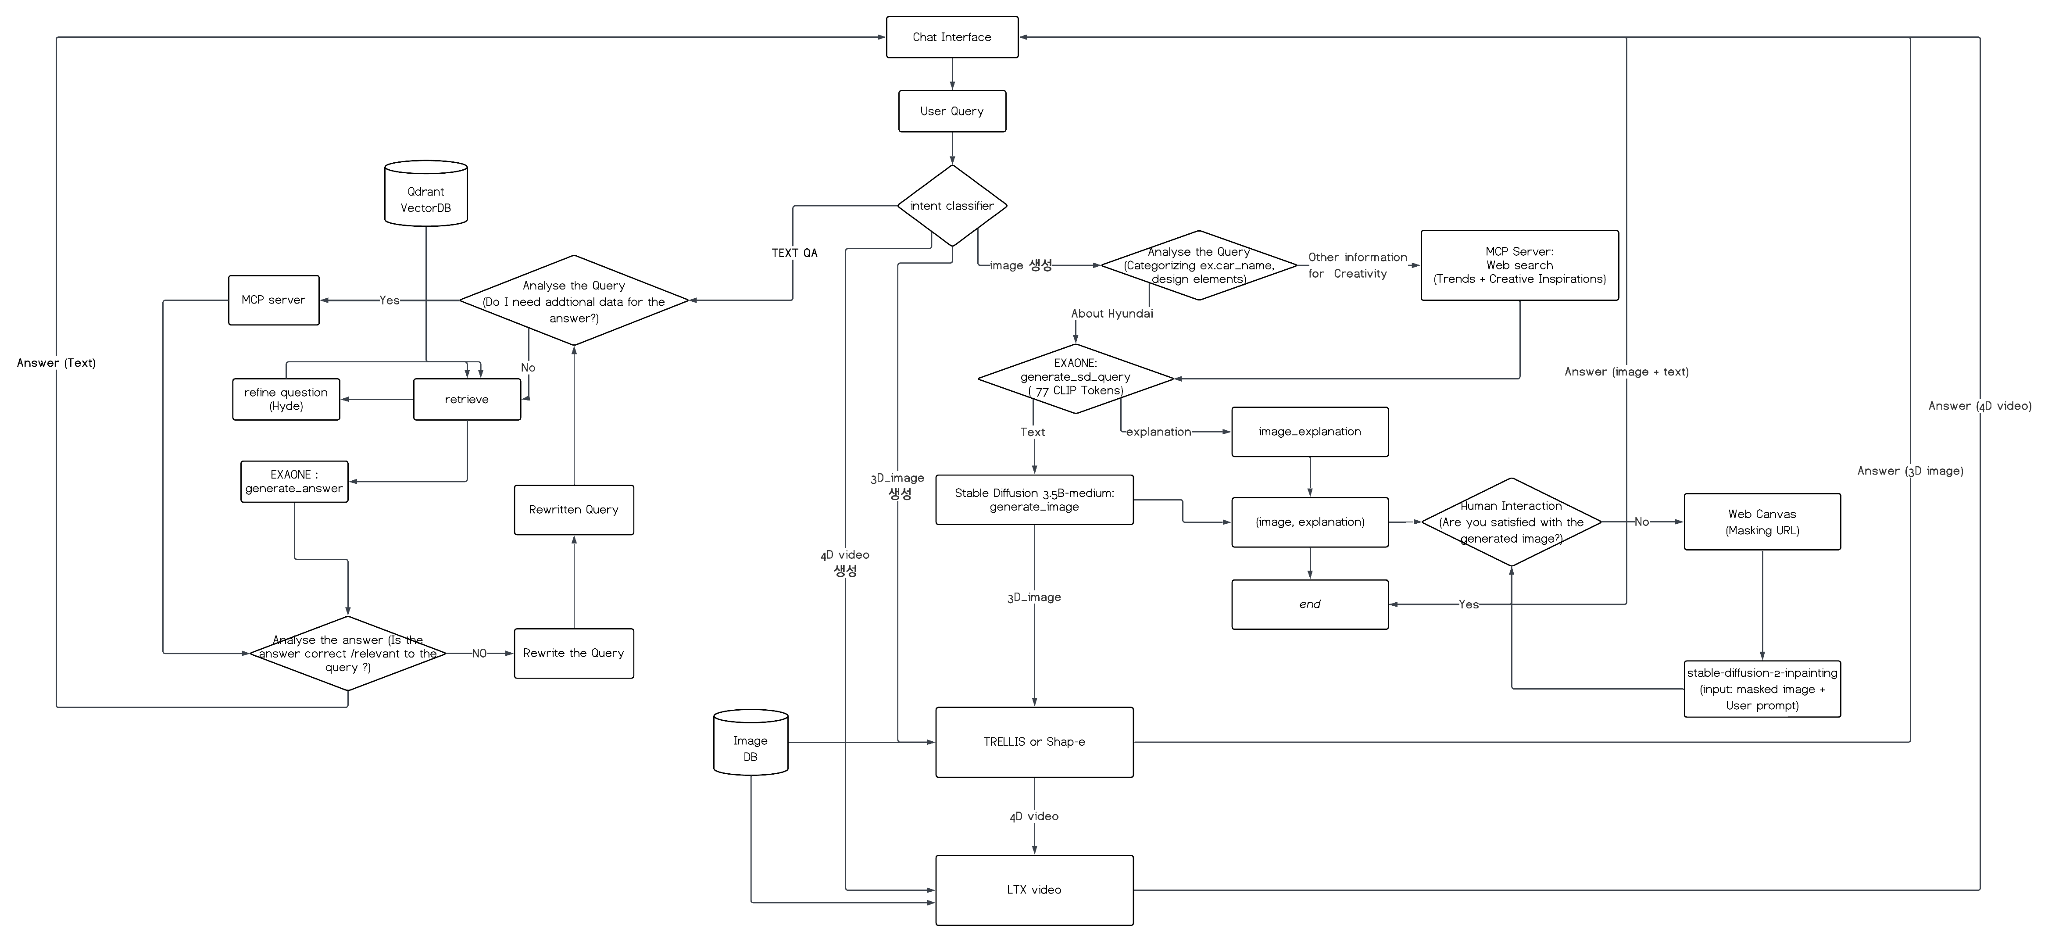 Chat Interface
User Query
intent classifier
Qdrant
VectorDB
TEXT QA
image 생성
Analyse the Query
(Categorizing ex.car_name,
design elements)
Other information
for Creativity
MCP Server:
Web search
(Trends + Creative Inspirations)
MCP server
Yes
Analyse the Query
(Do I need addtional data for the
answer?)
No
About Hyundai
Answer (Text)
refine question
(Hyde)
retrieve
EXAONE:
generate_sd_query
( 77 CLIP Tokens)
Answer (image + text)
Answer (4D video)
Text
explanation
image_explanation
Answer (3D image)
EXAONE :
generate_answer
3D_image
생성
Stable Diffusion 3.5B-medium:
generate_image
Rewritten Query
(image, explanation)
Human Interaction
(Are you satisfied with the
generated image?)
No
Web Canvas
(Masking URL)
4D video
생성
3D_image
end
Yes
Analyse the answer (Is the
answer correct /relevant to the
query ?)
NO
Rewrite the Query
stable-diffusion-2-inpainting
(input: masked image +
User prompt)
Image
DB
TRELLIS or Shap-e
4D video
LTX video